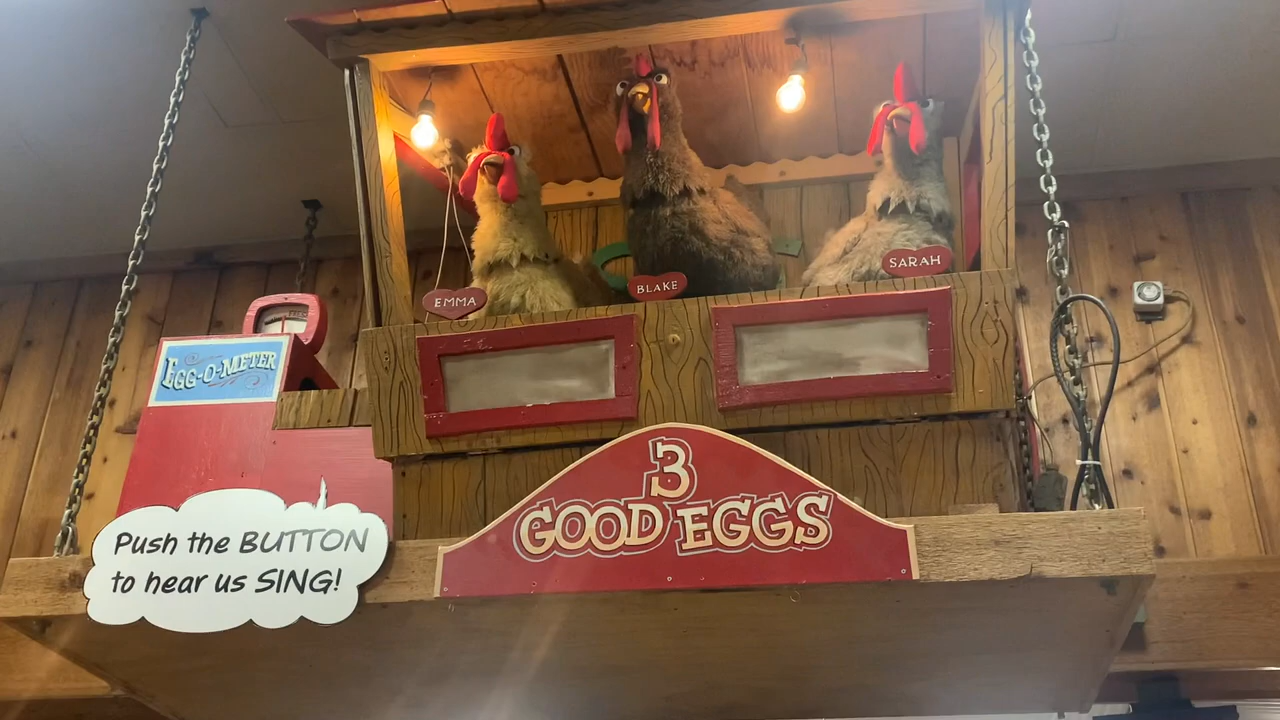 EMMA
BLAKE
SARAH
EGG-O-METER
3
GOOD EGGS
Push the BUTTON
to hear us SING!